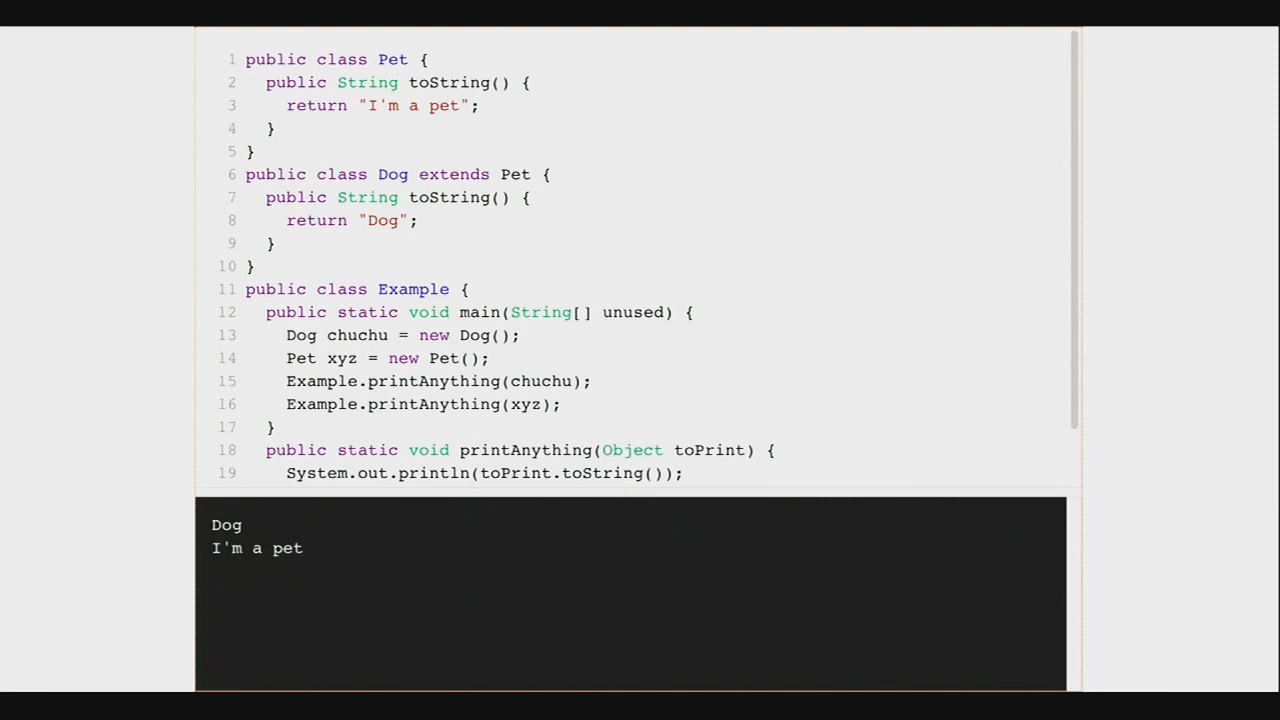 1 public class Pet {
2   public String toString() {
3     return "I'm a pet";
4   }
5 }
6 public class Dog extends Pet {
7   public String toString() {
8     return "Dog";
9   }
10 }
11 public class Example {
12   public static void main(String[] unused) {
13     Dog chuchu = new Dog();
14     Pet xyz = new Pet();
15     Example.printAnything(chuchu);
16     Example.printAnything(xyz);
17   }
18   public static void printAnything(Object toPrint) {
19     System.out.println(toPrint.toString());
Dog
I'm a pet